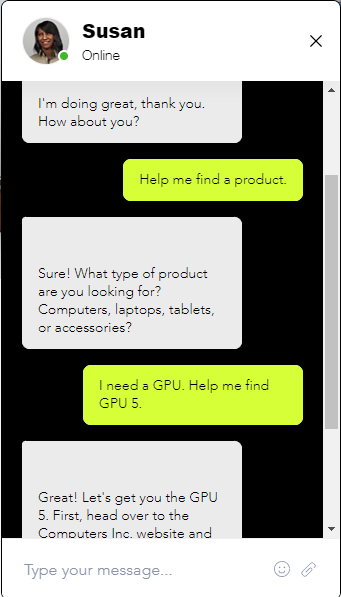 Susan
Online
I'm doing great, thank you.
How about you?
Help me find a product.
Sure! What type of product
are you looking for?
Computers, laptops, tablets,
or accessories?
I need a GPU. Help me find
GPU 5.
Great! Let's get you the GPU
5. First, head over to the
Computers Inc. website and
Type your message...